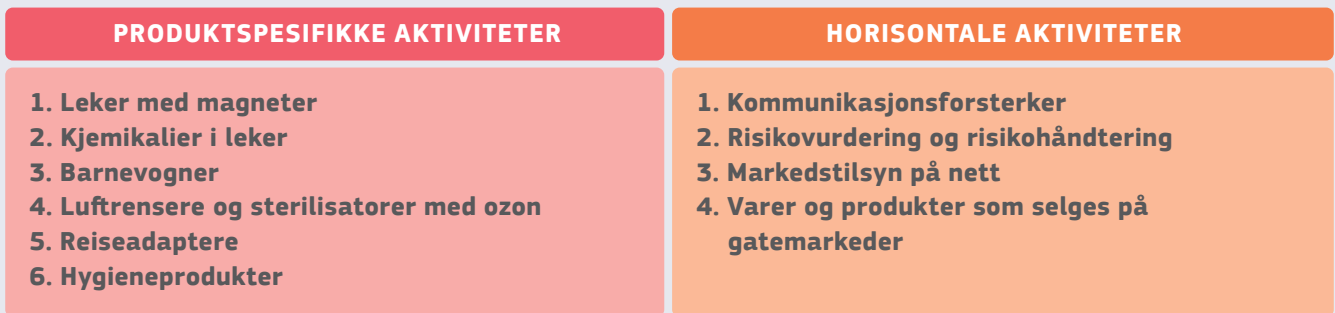 PRODUKTSPESIFIKKE AKTIVITETER
1. Leker med magneter
2. Kjemikalier i leker
3. Barnevogner
4. Luftrensere og sterilisatorer med ozon
5. Reiseadaptere
6. Hygieneprodukter
HORISONTALE AKTIVITETER
1. Kommunikasjonsforsterker
2. Risikovurdering og risikohåndtering
3. Markedstilsyn på nett
4. Varer og produkter som selges på
gatemarkeder